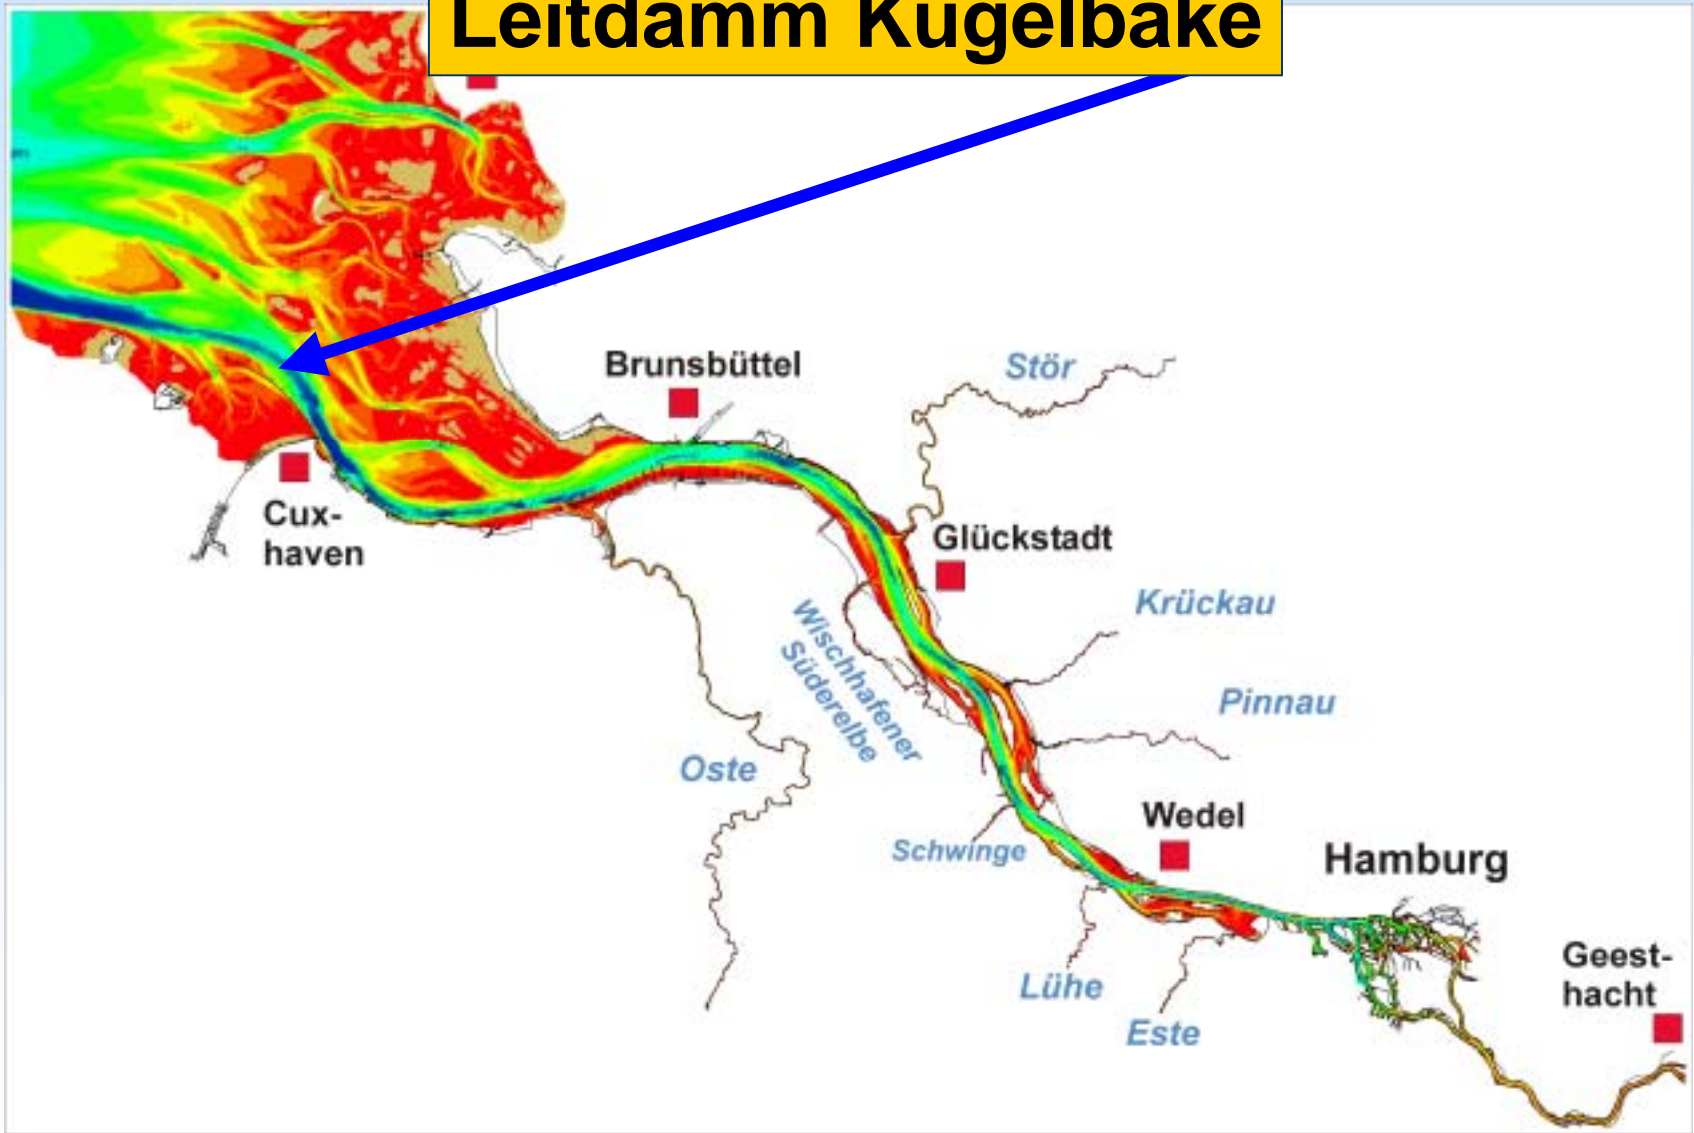 Leitdamm Kugelbake
Brunsbüttel
Stör
Cux-
haven
Glückstadt
Krückau
Wischhafener
Süderelbe
Pinnau
Oste
Wedel
Schwinge
Hamburg
Geest-
hacht
Lühe
Este